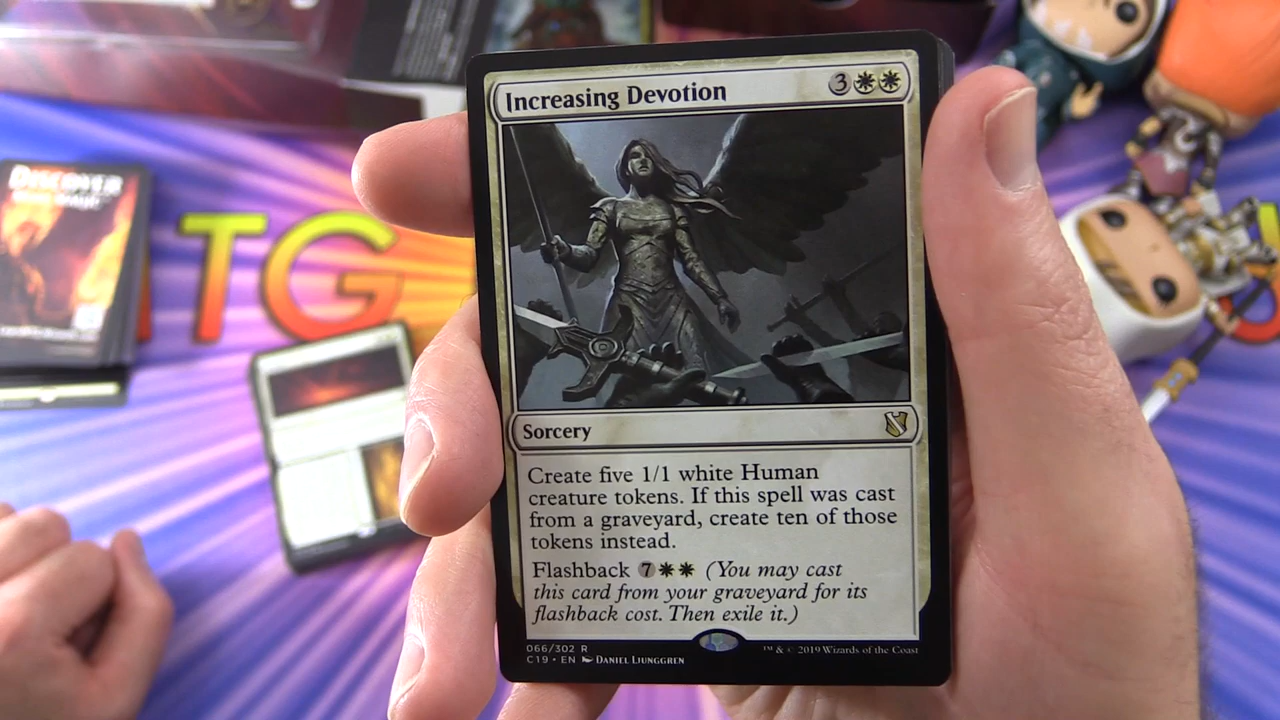 Increasing Devotion
3
Sorcery
Create five 1/1 white Human
creature tokens. If this spell was cast
from a graveyard, create ten of those
tokens instead.
Flashback 7 (You may cast
this card from your graveyard for its
flashback cost. Then exile it.)
066/302 R
C19 • EN Daniel Ljunggren
™ & © 2019 Wizards of the Coast
Discover
TG